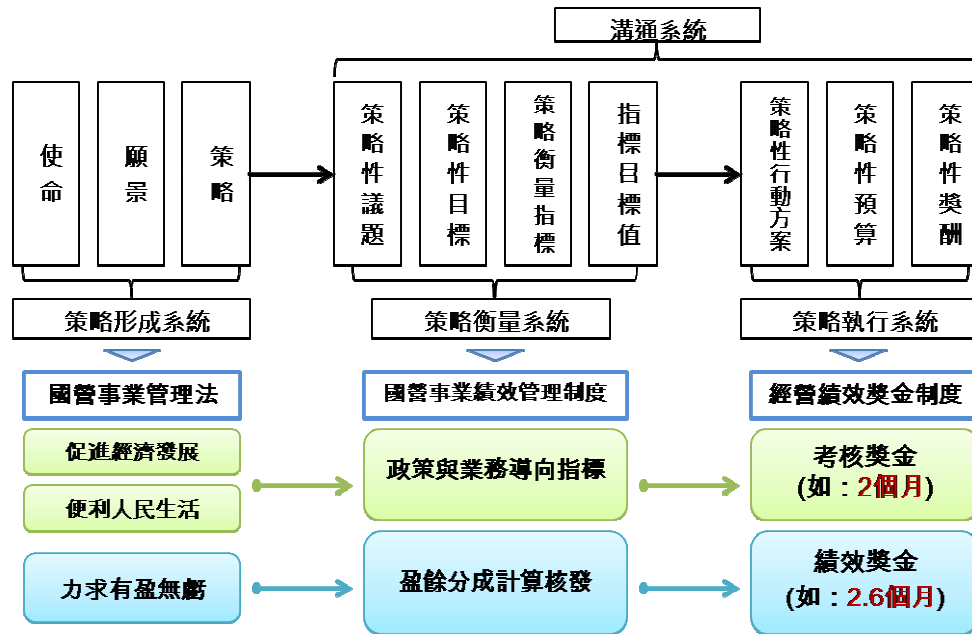 溝通系統
使命
願景
策略
策略性議題
策略性目標
策略衡量指標
指標目標值
策略性行動方案
策略性預算
策略性獎酬
策略形成系統
策略衡量系統
策略執行系統
國營事業管理法
國營事業績效管理制度
經營績效獎金制度
促進經濟發展
便利人民生活
政策與業務導向指標
考核獎金
(如：2個月)
力求有盈無虧
盈餘分成計算核發
績效獎金
(如：2.6個月)